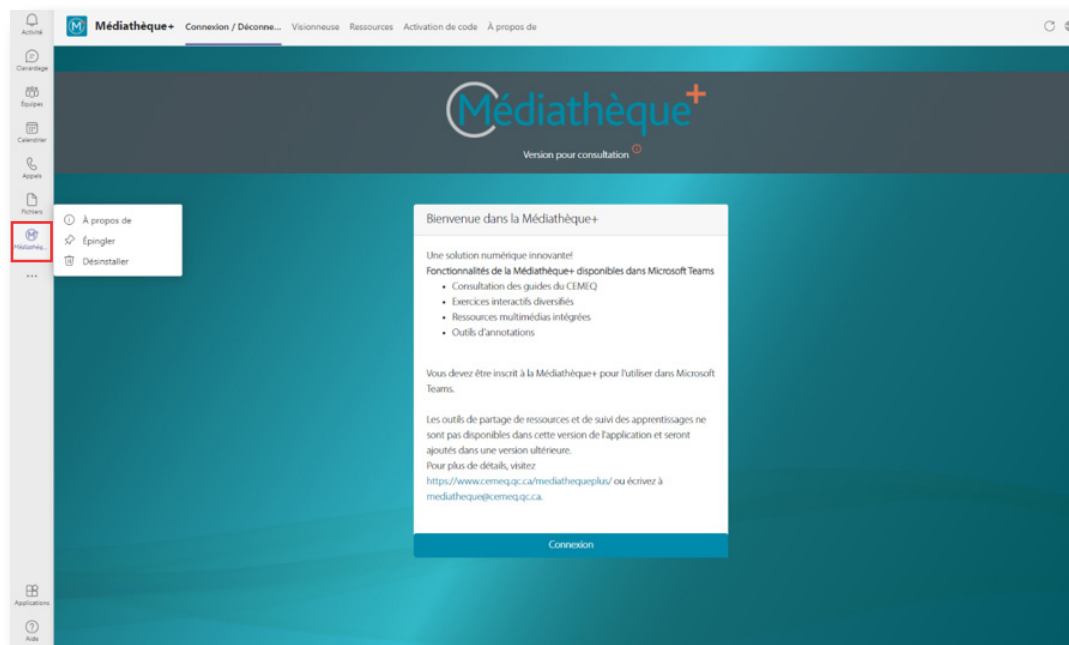 Activité
Médiathèque+ Connexion / Déconne... Visionneuse Ressources Activation de code À propos de
Clavardage
Équipes
Calendrier
Appels
Fichiers
Médiathèq...
...
À propos de
Épingler
Désinstaller
Médiathèque+
Version pour consultation
Bienvenue dans la Médiathèque+
Une solution numérique innovante!
Fonctionnalités de la Médiathèque+ disponibles dans Microsoft Teams
• Consultation des guides du CEMEQ
• Exercices interactifs diversifiés
• Ressources multimédias intégrées
• Outils d'annotations
Vous devez être inscrit à la Médiathèque+ pour l'utiliser dans Microsoft
Teams.
Les outils de partage de ressources et de suivi des apprentissages ne
sont pas disponibles dans cette version de l'application et seront
ajoutés dans une version ultérieure.
Pour plus de détails, visitez
https://www.cemeq.qc.ca/mediathequeplus/ ou écrivez à
mediatheque@cemeq.qc.ca.
Connexion
Applications
Aide